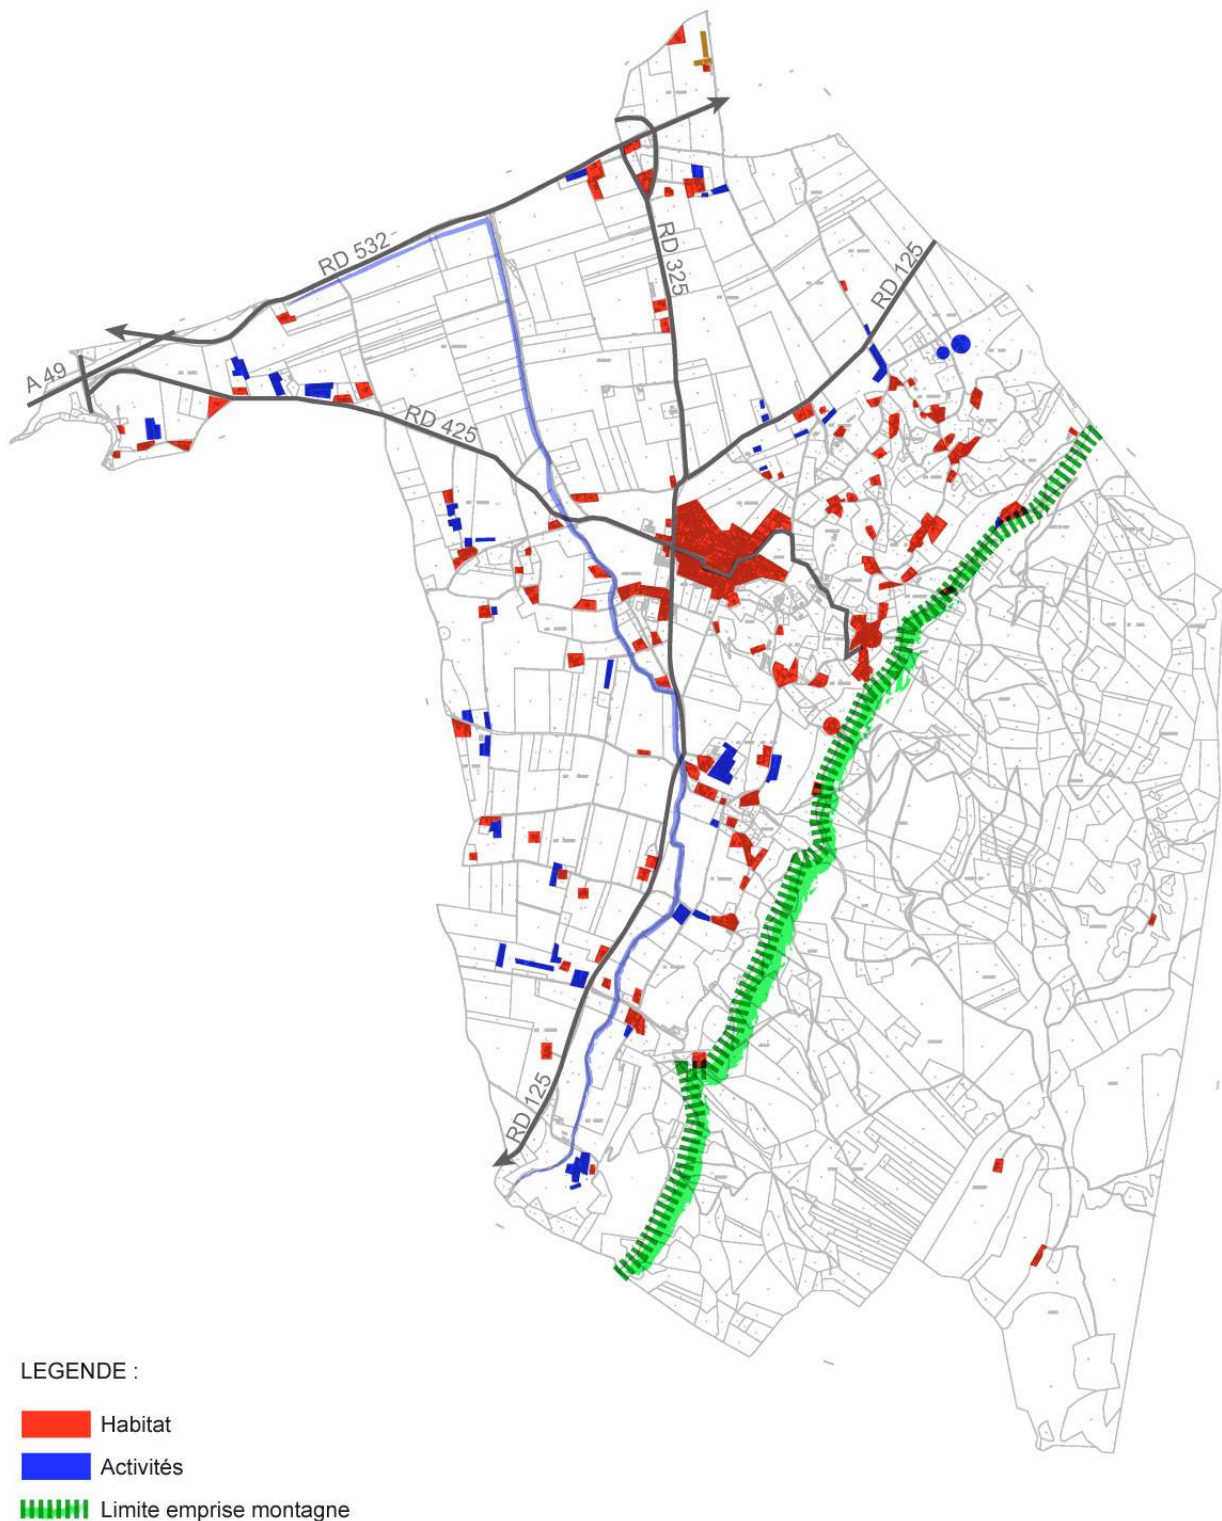 RD 532
RD 325
RD 125
A 49
RD 425
RD 125
LEGENDE :
Habitat
Activités
Limite emprise montagne